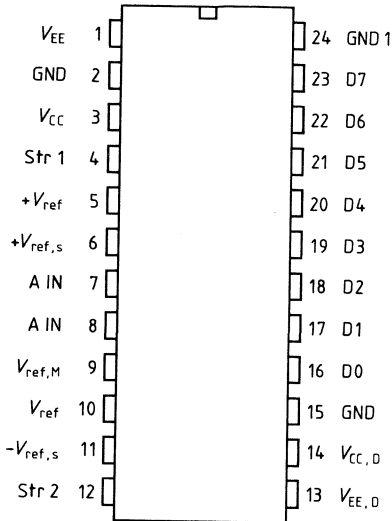 V_EE 1 24 GND 1
GND 2 23 D7
V_CC 3 22 D6
Str 1 4 21 D5
+V_ref 5 20 D4
+V_ref,s 6 19 D3
A IN 7 18 D2
A IN 8 17 D1
V_ref,M 9 16 D0
V_ref 10 15 GND
-V_ref,s 11 14 V_CC,D
Str 2 12 13 V_EE,D